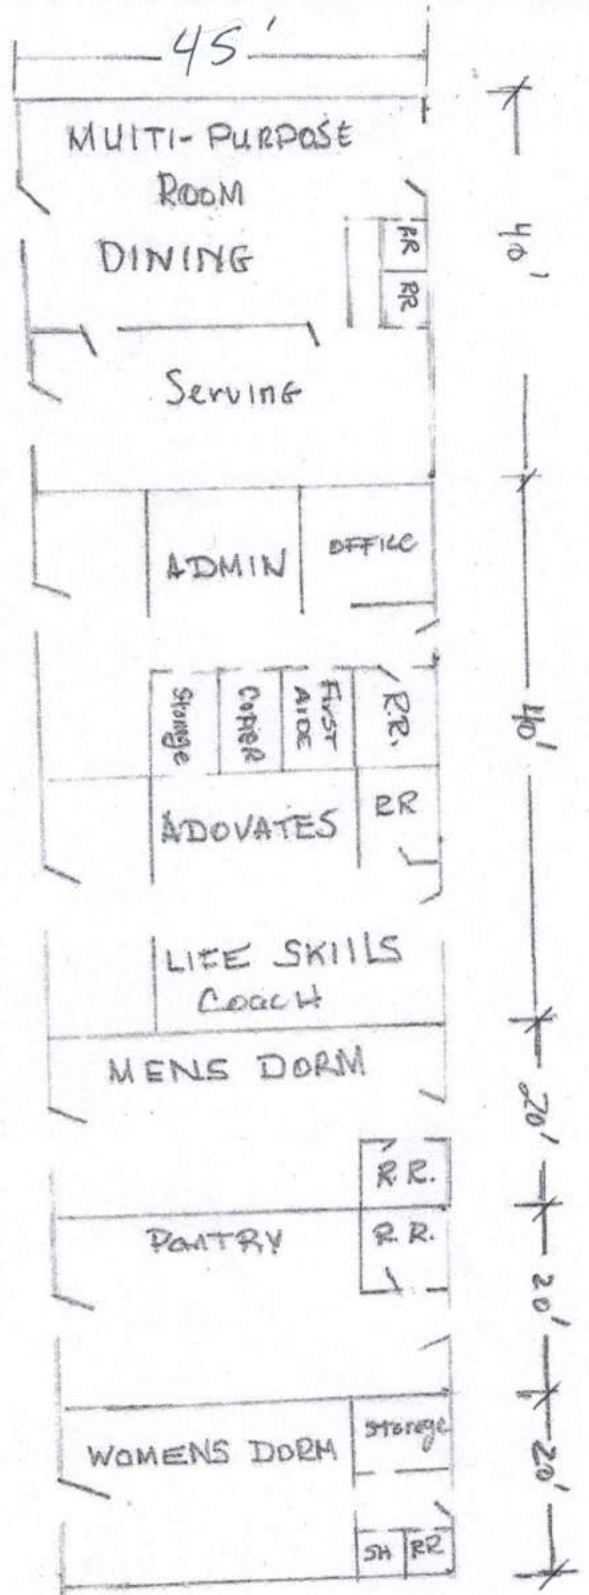 45'
MUITI-PURPOSE
ROOM
DINING
RR
RR
40'
Serving
ADMIN
OFFICE
Storage
COPIER
FIRST
AIDE
R.R.
40'
ADOVATES
RR
LIFE SKIIIS
COACH
MENS DORM
20'
R.R.
PANTRY
R.R.
20'
WOMENS DORM
Storage
20'
SH
RR